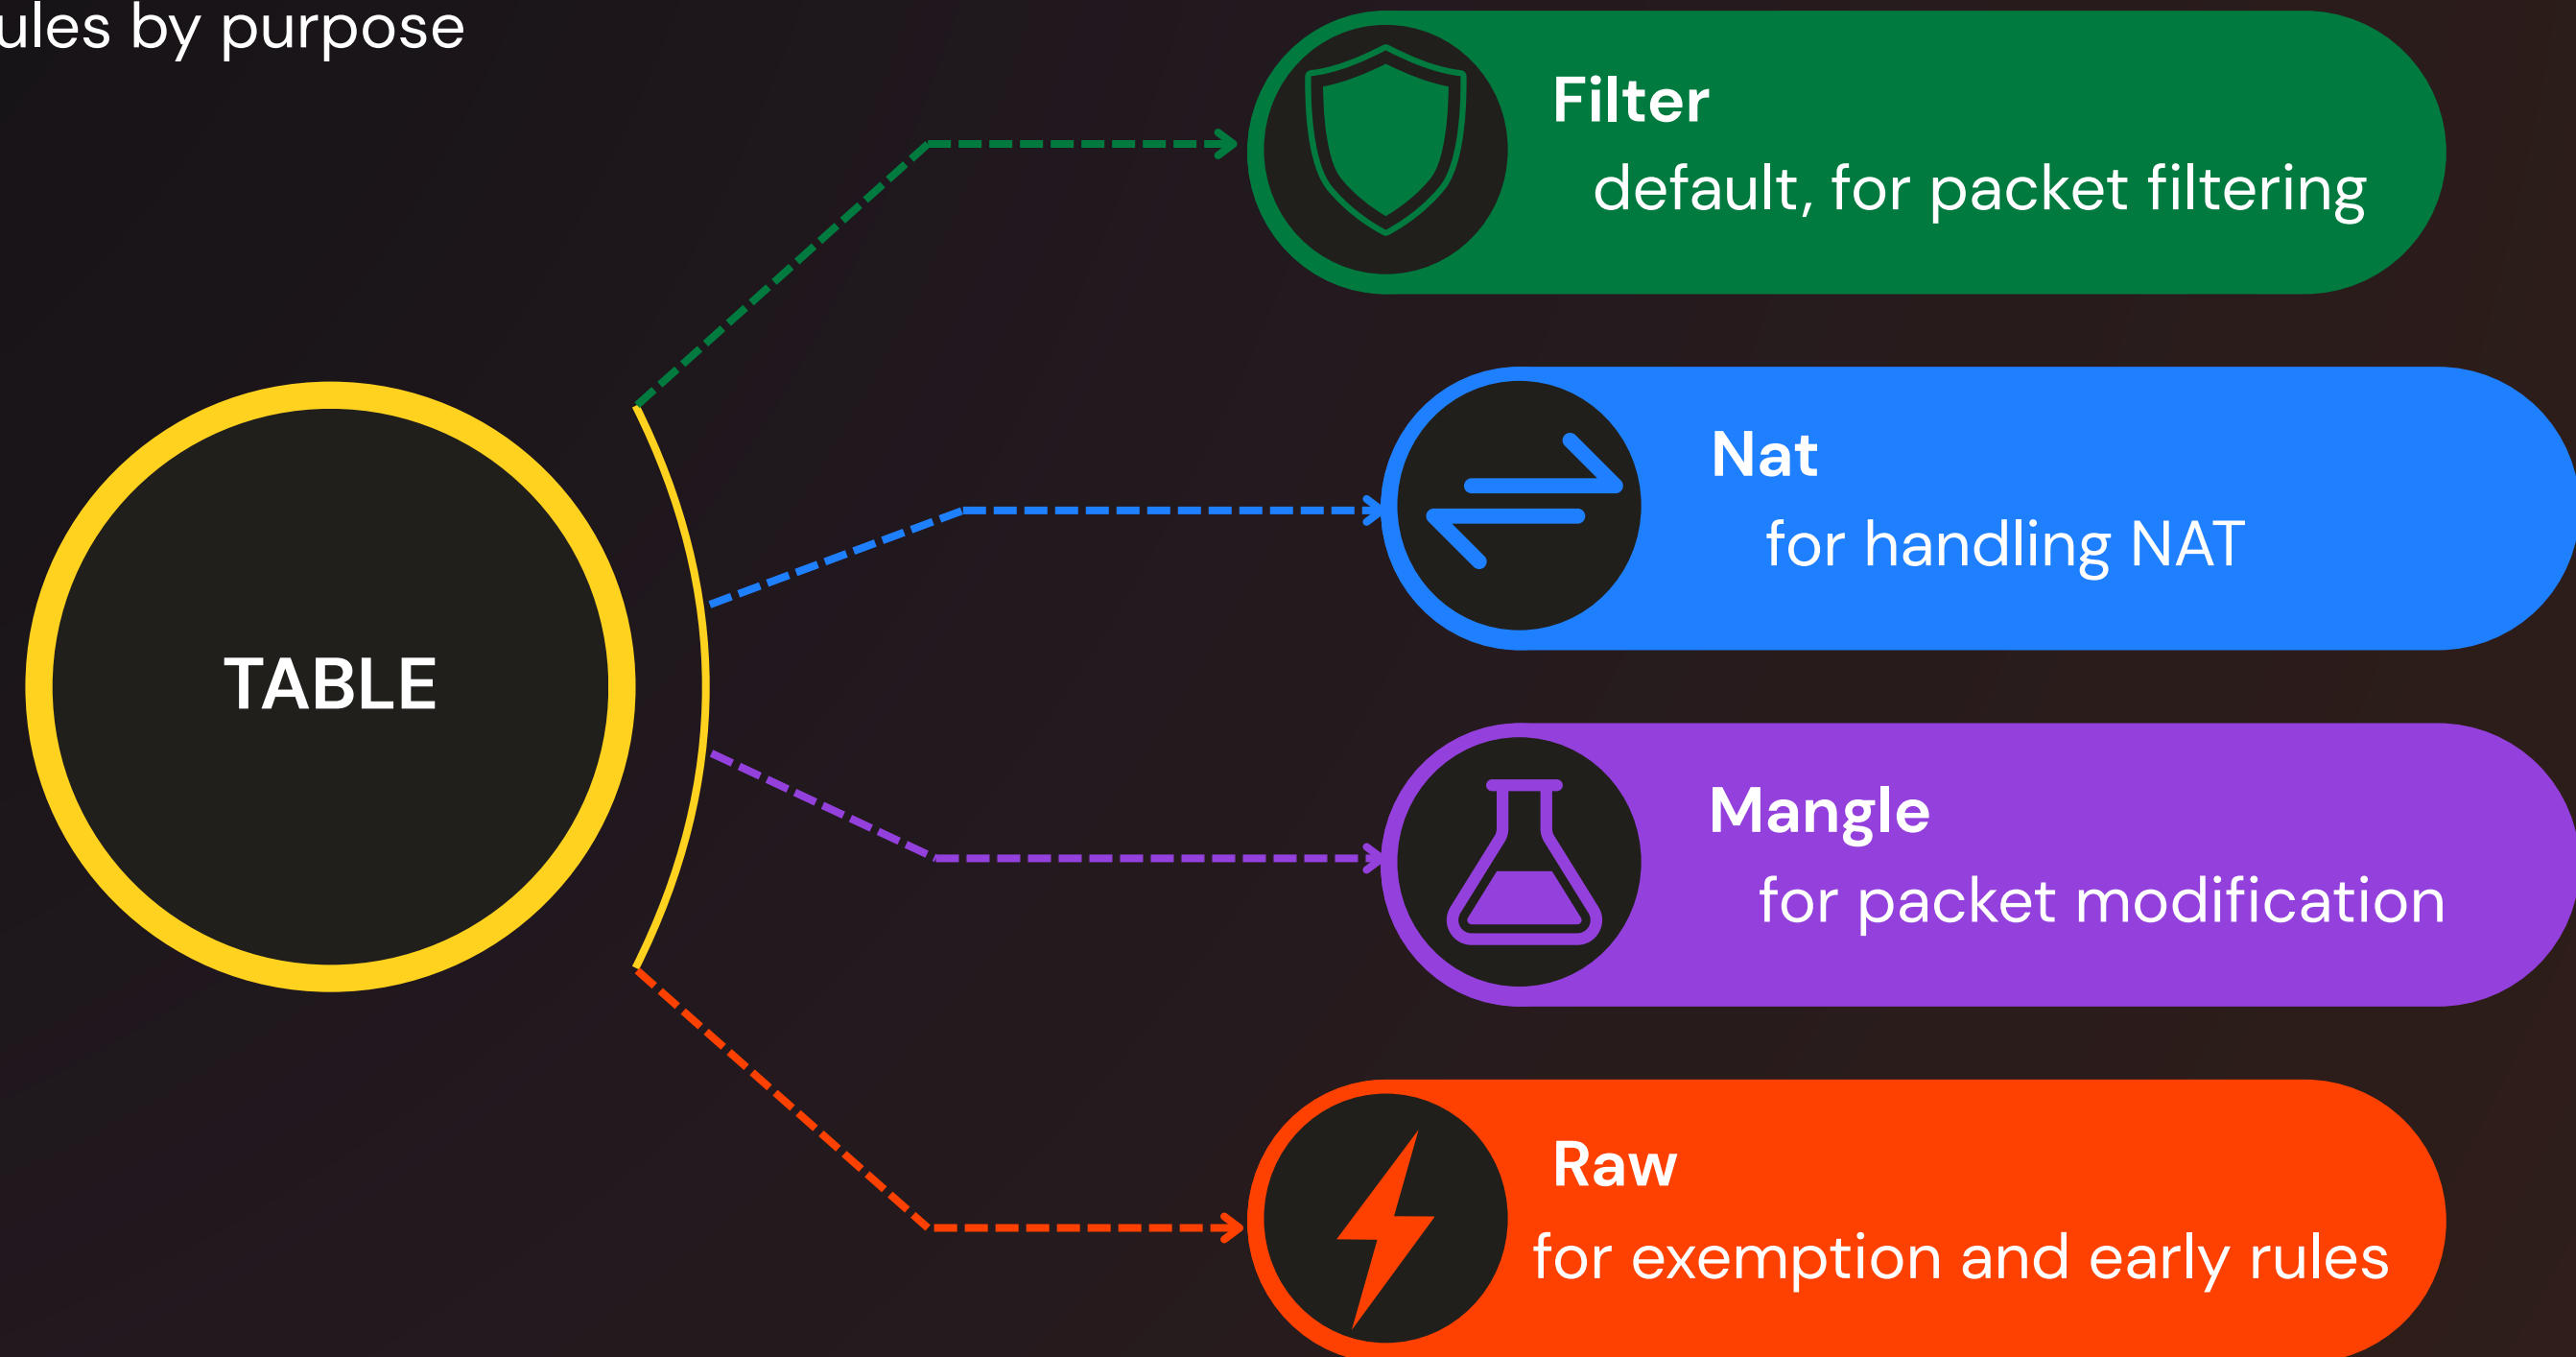 ules by purpose
Filter
default, for packet filtering
Nat
for handling NAT
TABLE
Mangle
for packet modification
Raw
for exemption and early rules